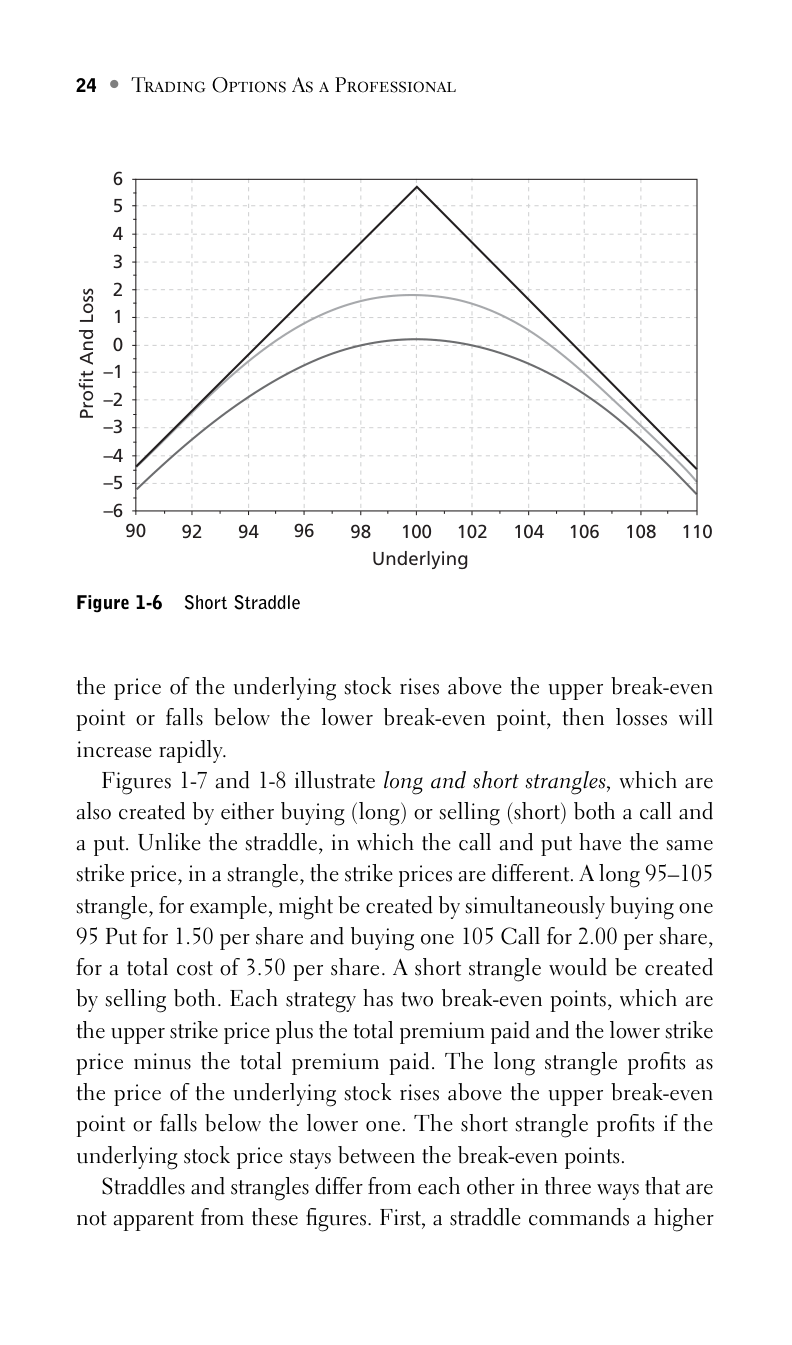 24 • Trading Options As a Professional
6
5
4
3
2
1
0
–1
–2
–3
–4
–5
–6
Profit And Loss
90 92 94 96 98 100 102 104 106 108 110
Underlying
Figure 1-6 Short Straddle
the price of the underlying stock rises above the upper break-even
point or falls below the lower break-even point, then losses will
increase rapidly.
Figures 1-7 and 1-8 illustrate long and short strangles, which are
also created by either buying (long) or selling (short) both a call and
a put. Unlike the straddle, in which the call and put have the same
strike price, in a strangle, the strike prices are different. A long 95–105
strangle, for example, might be created by simultaneously buying one
95 Put for 1.50 per share and buying one 105 Call for 2.00 per share,
for a total cost of 3.50 per share. A short strangle would be created
by selling both. Each strategy has two break-even points, which are
the upper strike price plus the total premium paid and the lower strike
price minus the total premium paid. The long strangle profits as
the price of the underlying stock rises above the upper break-even
point or falls below the lower one. The short strangle profits if the
underlying stock price stays between the break-even points.
Straddles and strangles differ from each other in three ways that are
not apparent from these figures. First, a straddle commands a higher